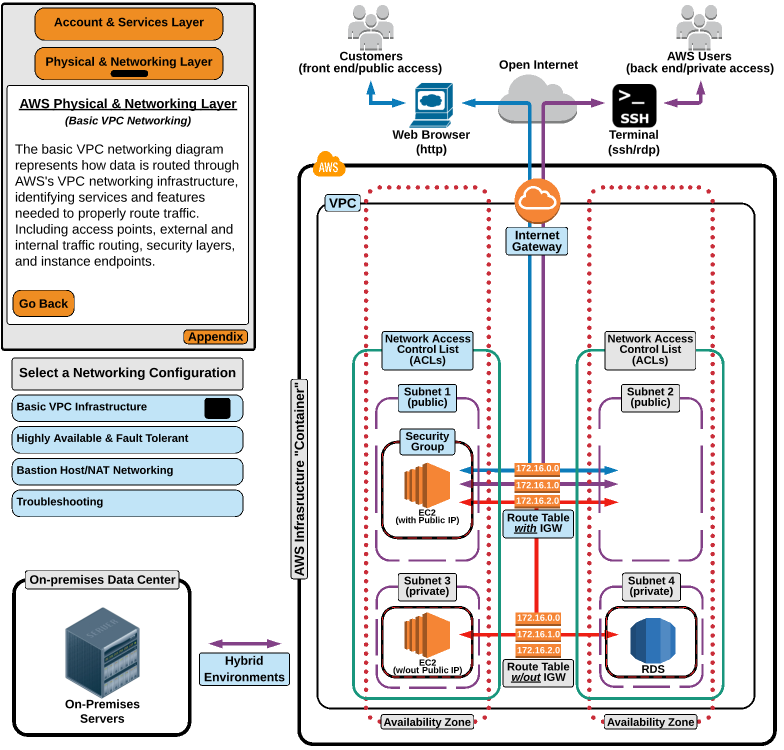 Account & Services Layer
Physical & Networking Layer
AWS Physical & Networking Layer
(Basic VPC Networking)
The basic VPC networking diagram
represents how data is routed through
AWS's VPC networking infrastructure,
identifying services and features
needed to properly route traffic.
Including access points, external and
internal traffic routing, security layers,
and instance endpoints.
Go Back
Appendix
Select a Networking Configuration
Basic VPC Infrastructure
Highly Available & Fault Tolerant
Bastion Host/NAT Networking
Troubleshooting
On-premises Data Center
SERVER
On-Premises
Servers
Hybrid
Environments
Customers
(front end/public access)
Open Internet
AWS Users
(back end/private access)
Web Browser
(http)
>_
SSH
Terminal
(ssh/rdp)
AWS
AWS Infrasructure "Container"
VPC
Internet
Gateway
Network Access
Control List
(ACLs)
Network Access
Control List
(ACLs)
Subnet 1
(public)
Subnet 2
(public)
Security
Group
EC2
(with Public IP)
172.16.0.0
172.16.1.0
172.16.2.0
Route Table
with IGW
Subnet 3
(private)
Subnet 4
(private)
EC2
(w/out Public IP)
172.16.0.0
172.16.1.0
172.16.2.0
Route Table
w/out IGW
RDS
Availability Zone
Availability Zone